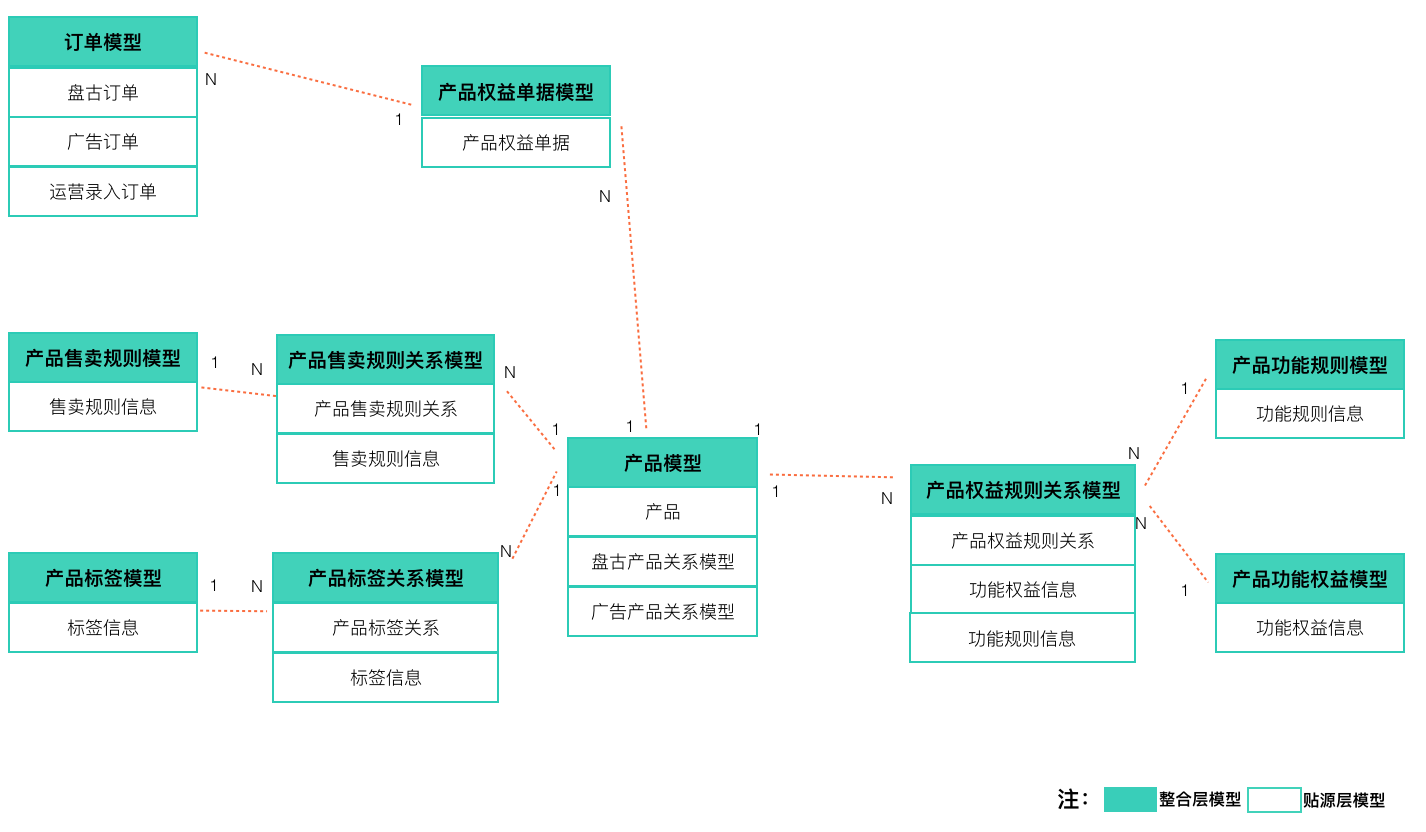 订单模型
盘古订单
广告订单
运营录入订单
N
1
产品权益单据模型
产品权益单据
N
1
产品售卖规则模型
售卖规则信息
1
N
产品售卖规则关系模型
产品售卖规则关系
售卖规则信息
N
1
产品标签模型
标签信息
1
N
产品标签关系模型
产品标签关系
标签信息
N
1
产品模型
产品
盘古产品关系模型
广告产品关系模型
1
1
N
产品权益规则关系模型
产品权益规则关系
功能权益信息
功能规则信息
N
1
产品功能规则模型
功能规则信息
N
1
产品功能权益模型
功能权益信息
注：
整合层模型
贴源层模型